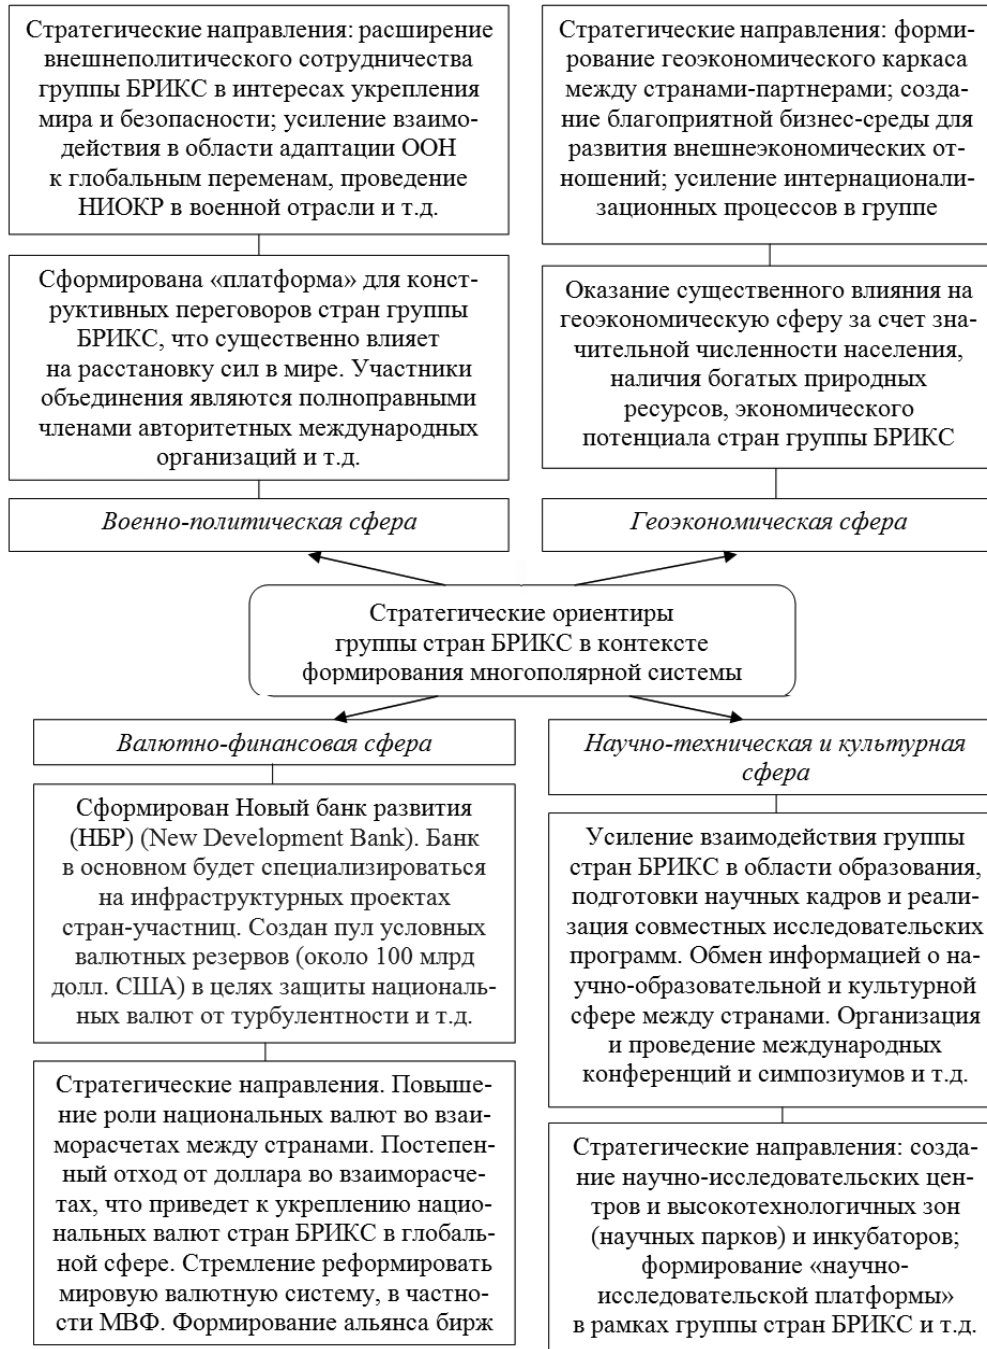 Стратегические направления: расширение
внешнеполитического сотрудничества
группы БРИКС в интересах укрепления
мира и безопасности; усиление взаимо-
действия в области адаптации ООН
к глобальным переменам, проведение
НИОКР в военной отрасли и т.д.
Стратегические направления: форми-
рование геоэкономического каркаса
между странами-партнерами; созда-
ние благоприятной бизнес-среды для
развития внешнеэкономических от-
ношений; усиление интернационали-
зационных процессов в группе
Сформирована «платформа» для конст-
руктивных переговоров стран группы
БРИКС, что существенно влияет
на расстановку сил в мире. Участники
объединения являются полноправными
членами авторитетных международных
организаций и т.д.
Оказание существенного влияния на
геоэкономическую сферу за счет зна-
чительной численности населения,
наличия богатых природных
ресурсов, экономического
потенциала стран группы БРИКС
Военно-политическая сфера
Геоэкономическая сфера
Стратегические ориентиры
группы стран БРИКС в контексте
формирования многополярной системы
Валютно-финансовая сфера
Научно-техническая и культурная
сфера
Сформирован Новый банк развития
(НБР) (New Development Bank). Банк
в основном будет специализироваться
на инфраструктурных проектах
стран-участниц. Создан пул условных
валютных резервов (около 100 млрд
долл. США) в целях защиты националь-
ных валют от турбулентности и т.д.
Усиление взаимодействия группы
стран БРИКС в области образования,
подготовки научных кадров и реали-
зация совместных исследовательских
программ. Обмен информацией о на-
учно-образовательной и культурной
сфере между странами. Организация
и проведение международных
конференций и симпозиумов и т.д.
Стратегические направления. Повыше-
ние роли национальных валют во взаи-
морасчетах между странами. Постепен-
ный отход от доллара во взаиморасче-
тах, что приведет к укреплению нацио-
нальных валют стран БРИКС в глобаль-
ной сфере. Стремление реформировать
мировую валютную систему, в частно-
сти МВФ. Формирование альянса бирж
Стратегические направления: созда-
ние научно-исследовательских цен-
тров и высокотехнологичных зон
(научных парков) и инкубаторов;
формирование «научно-
исследовательской платформы»
в рамках группы стран БРИКС и т.д.